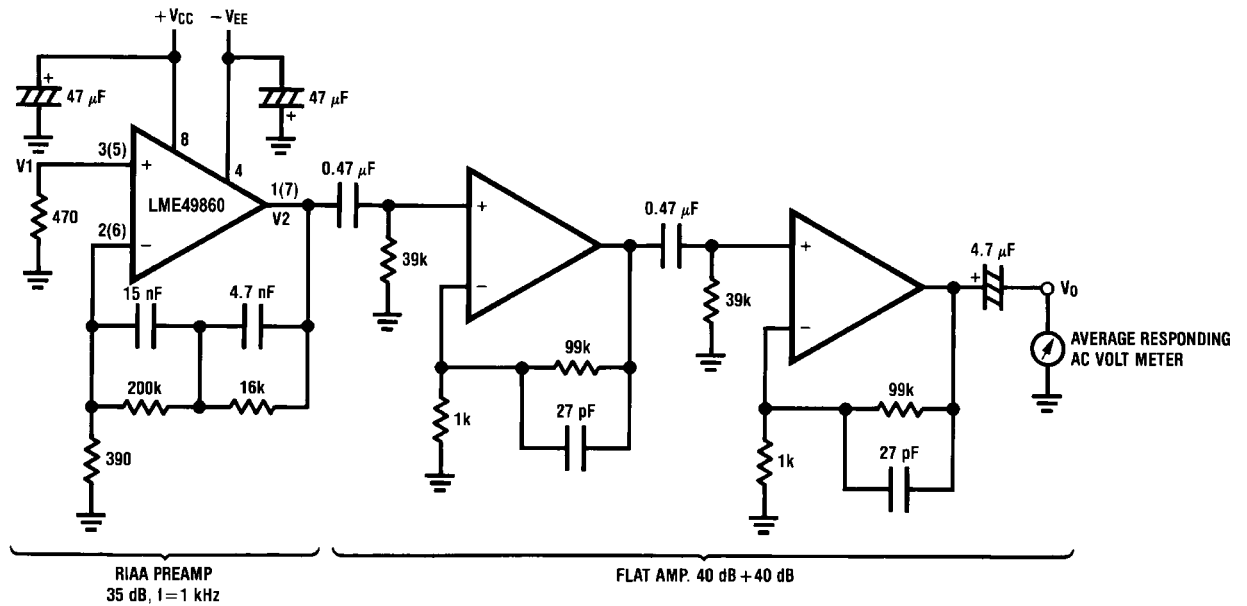 +VCC
−VEE
+
47 µF
47 µF
+
8
4
3(5)
V1
+
LME49860
1(7)
V2
470
2(6)
−
15 nF
4.7 nF
200k
16k
390
0.47 µF
39k
+
−
99k
27 pF
1k
0.47 µF
39k
+
−
99k
27 pF
1k
4.7 µF
+
VO
AVERAGE RESPONDING
AC VOLT METER
RIAA PREAMP
35 dB, f=1 kHz
FLAT AMP. 40 dB +40 dB